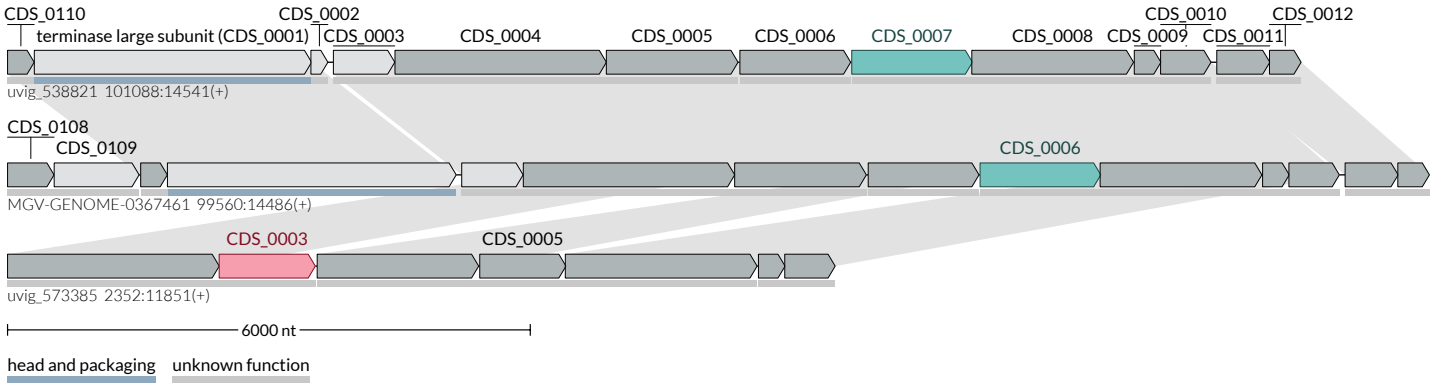 CDS_0110 CDS_0002 CDS_0010 CDS_0012
terminase large subunit (CDS_0001) CDS_0003 CDS_0004 CDS_0005 CDS_0006 CDS_0007 CDS_0008 CDS_0009 CDS_0011
uvig_538821 101088:14541(+)
CDS_0108
CDS_0109 CDS_0006
MGV-GENOME-0367461 99560:14486(+)
CDS_0003 CDS_0005
uvig_573385 2352:11851(+)
6000 nt
head and packaging unknown function